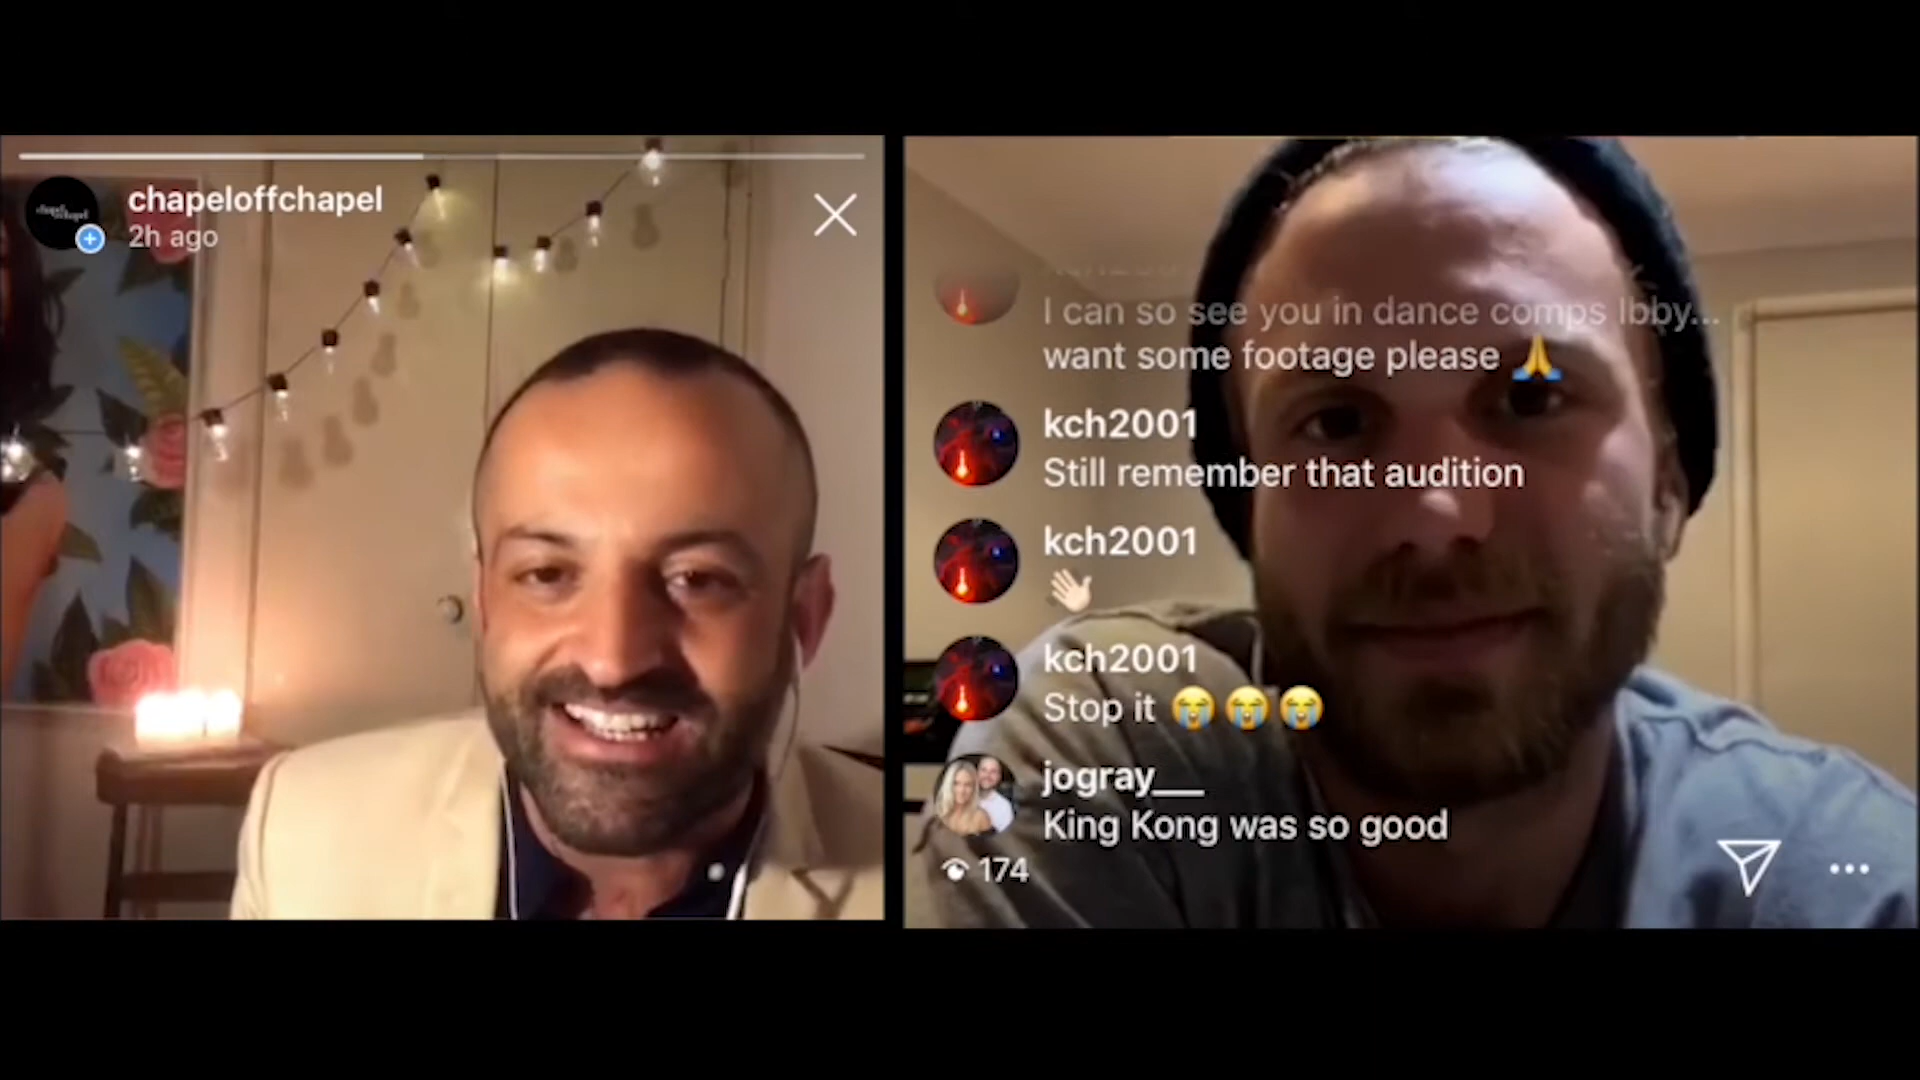 chapeloffchapel
2h ago
I can so see you in dance comps Ibby...
want some footage please 🙏
kch2001
Still remember that audition
kch2001
👋🏻
kch2001
Stop it 😭😭😭
jogray___
King Kong was so good
174